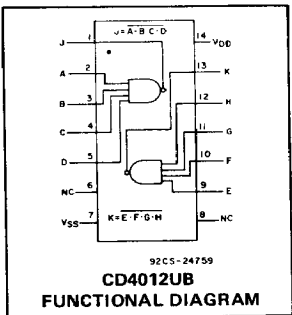 J=A·B·C·D
J 1
14 VDD
13 K
A 2
12 H
B 3
11 G
C 4
10 F
D 5
9 E
NC 6
VSS 7
K=E·F·G·H
8 NC
92CS-24759
CD4012UB
FUNCTIONAL DIAGRAM